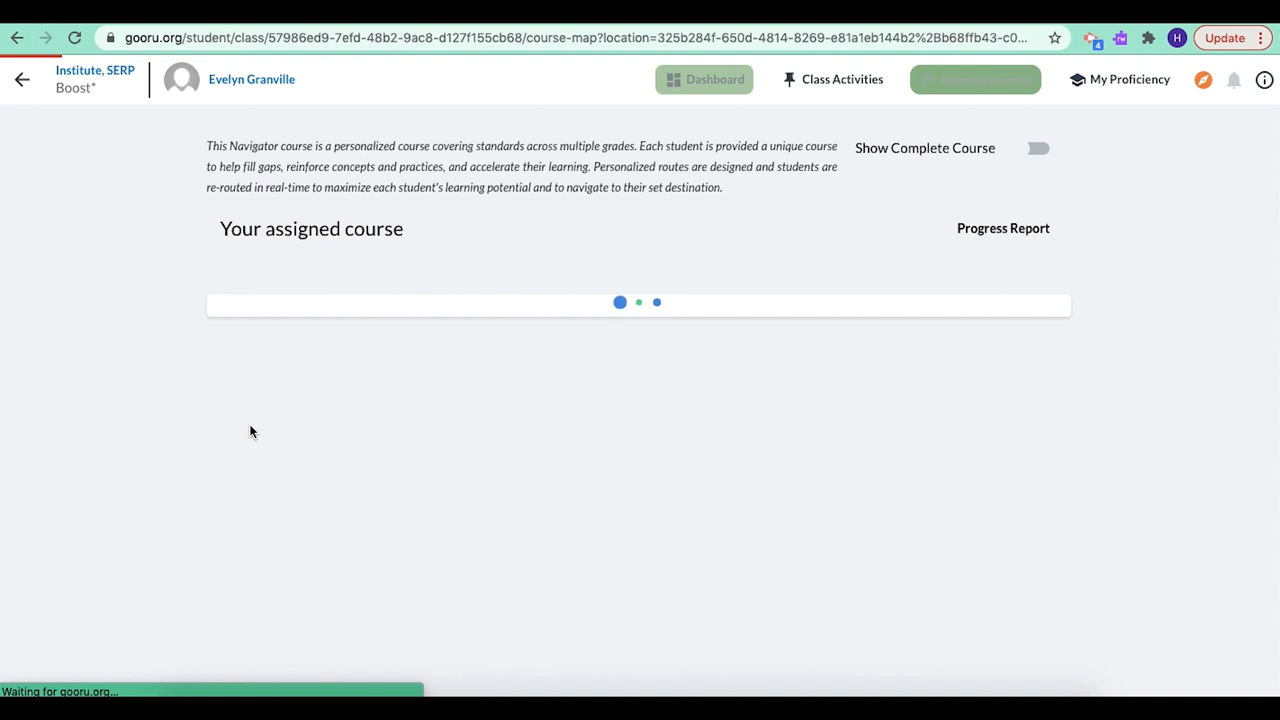 gooru.org/student/class/57986ed9-7efd-48b2-9ac8-d127f155cb68/course-map?location=325b284f-650d-4814-8269-e81a1eb144b2%2Bb68ffb43-c0...
4
H
Update
Institute, SERP
Boost*
Evelyn Granville
Dashboard
Class Activities
My Proficiency
This Navigator course is a personalized course covering standards across multiple grades. Each student is provided a unique course
to help fill gaps, reinforce concepts and practices, and accelerate their learning. Personalized routes are designed and students are
re-routed in real-time to maximize each student's learning potential and to navigate to their set destination.
Show Complete Course
Your assigned course
Progress Report
Waiting for gooru.org...